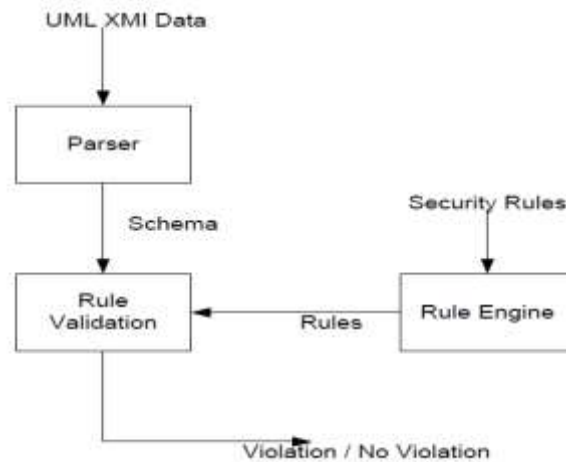 UML XMI Data
Parser
Schema
Security Rules
Rule
Validation
Rules
Rule Engine
Violation / No Violation